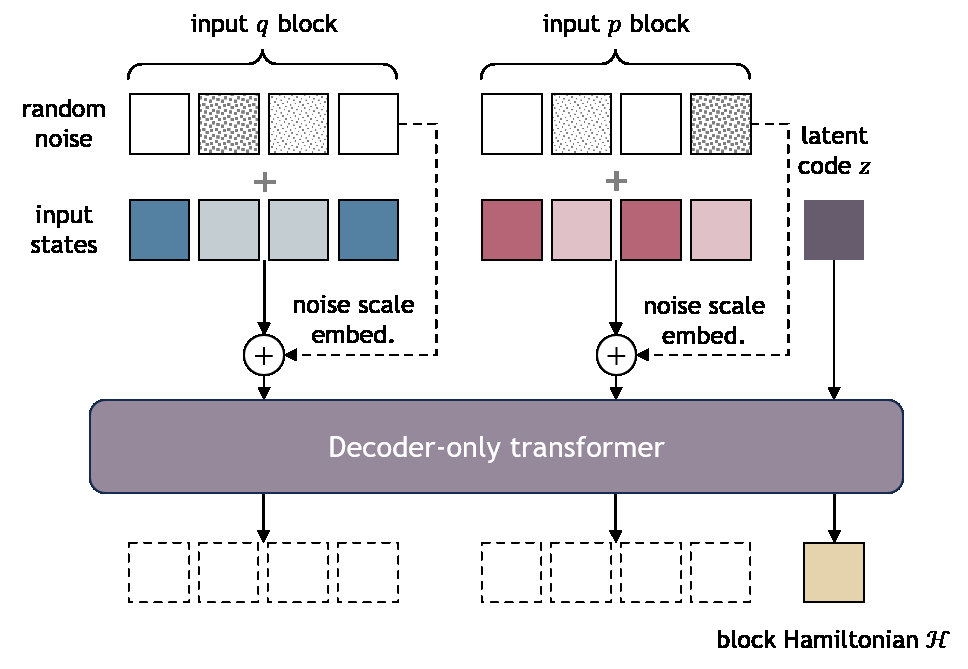 input q block
input p block
random
noise
+
+
latent
code z
input
states
noise scale
embed.
noise scale
embed.
+
+
Decoder-only transformer
block Hamiltonian ℋ